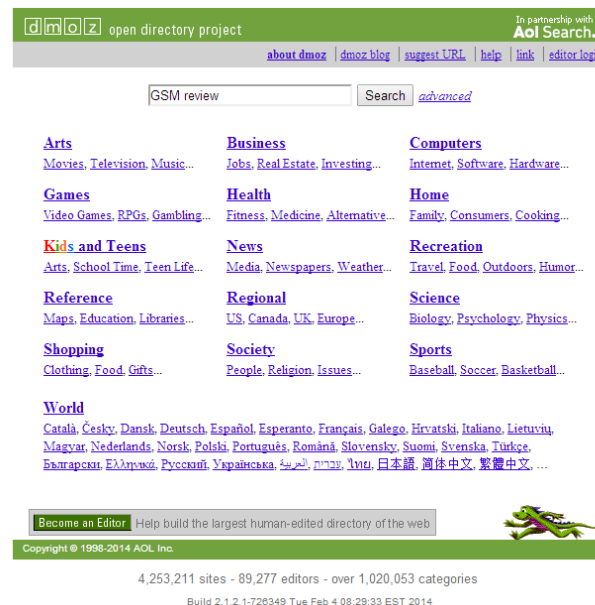 dmoz open directory project
In partnership with
Aol Search.
about dmoz | dmoz blog | suggest URL | help | link | editor logi
GSM review Search advanced
Arts Business Computers
Movies, Television, Music... Jobs, Real Estate, Investing... Internet, Software, Hardware...
Games Health Home
Video Games, RPGs, Gambling... Fitness, Medicine, Alternative... Family, Consumers, Cooking...
Kids and Teens News Recreation
Arts, School Time, Teen Life... Media, Newspapers, Weather... Travel, Food, Outdoors, Humor...
Reference Regional Science
Maps, Education, Libraries... US, Canada, UK, Europe... Biology, Psychology, Physics...
Shopping Society Sports
Clothing, Food, Gifts... People, Religion, Issues... Baseball, Soccer, Basketball...
World
Català, Česky, Dansk, Deutsch, Español, Esperanto, Français, Galego, Hrvatski, Italiano, Lietuvių,
Magyar, Nederlands, Norsk, Polski, Português, Română, Slovensky, Suomi, Svenska, Türkçe,
Български, Ελληνικά, Русский, Українська, العربية, עברית, ไทย, 日本語, 简体中文, 繁體中文, ...
Become an Editor Help build the largest human-edited directory of the web
Copyright © 1998-2014 AOL Inc.
4,253,211 sites - 89,277 editors - over 1,020,053 categories
Build 2.1.2.1-726349 Tue Feb 4 08:29:33 EST 2014